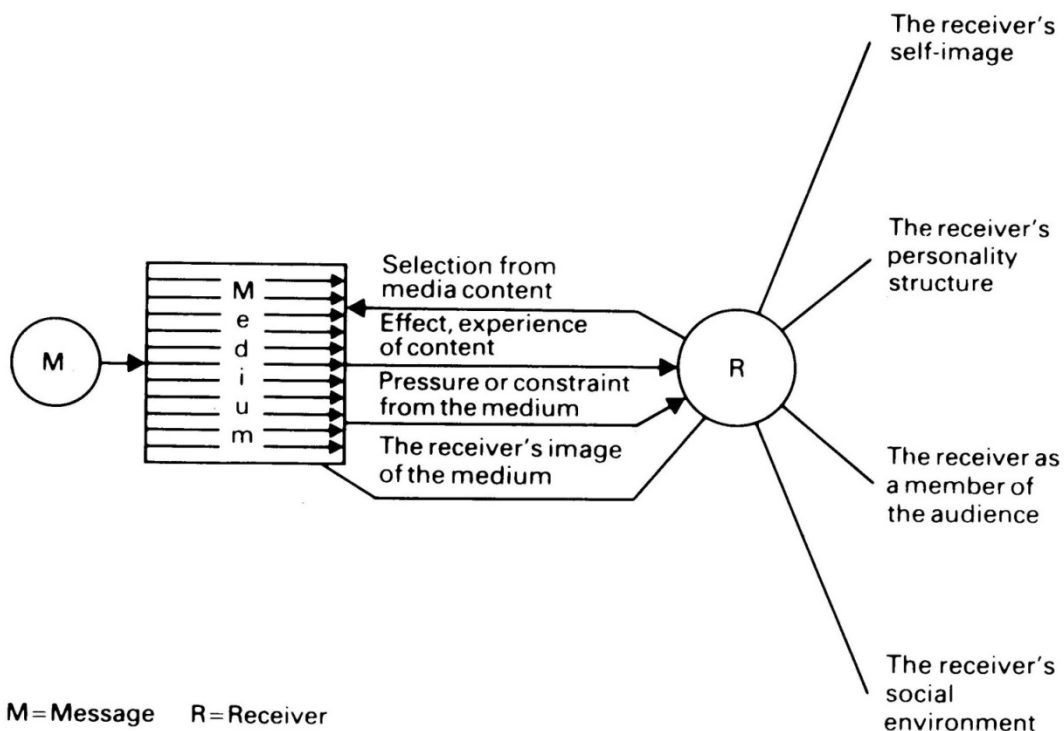 The receiver's
self-image
The receiver's
personality
structure
Selection from
media content
Effect, experience
of content
Pressure or constraint
from the medium
The receiver's image
of the medium
M
Medium
R
The receiver as
a member of
the audience
The receiver's
social
environment
M=Message R=Receiver